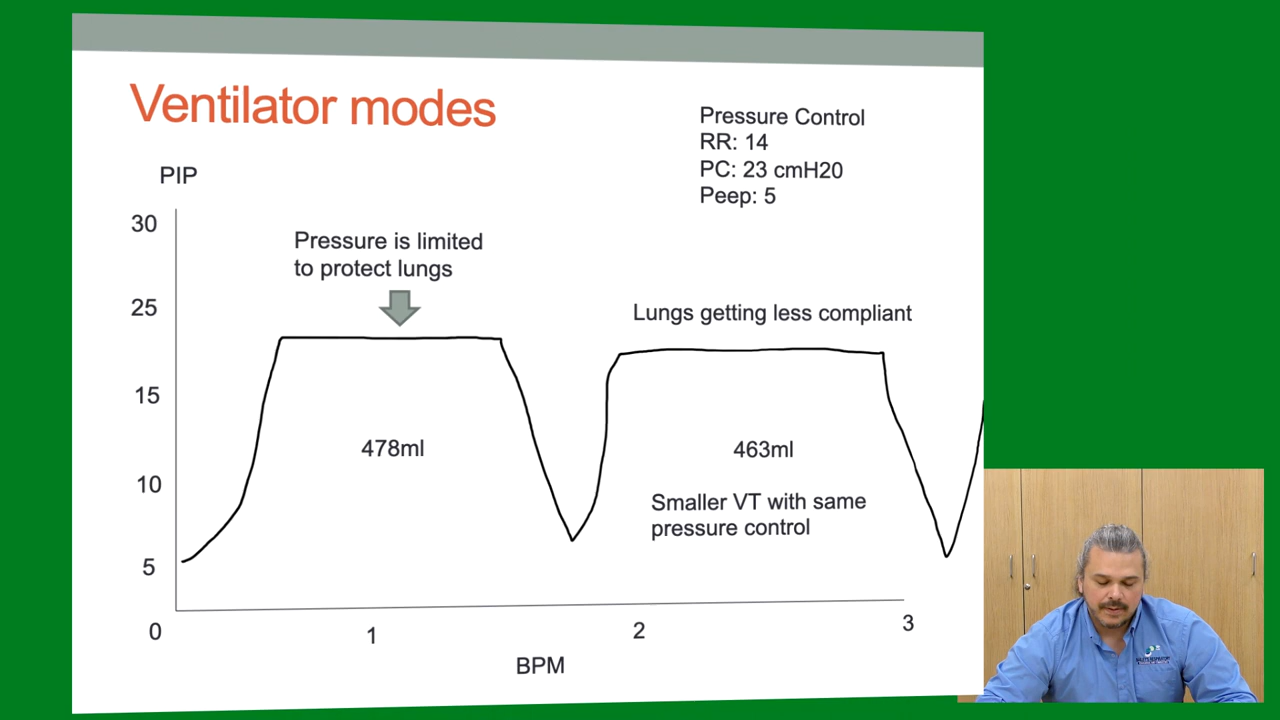 Ventilator modes
Pressure Control
RR: 14
PC: 23 cmH20
Peep: 5
PIP
30
25
15
10
5
0
Pressure is limited
to protect lungs
Lungs getting less compliant
478ml
463ml
Smaller VT with same
pressure control
1
2
3
BPM